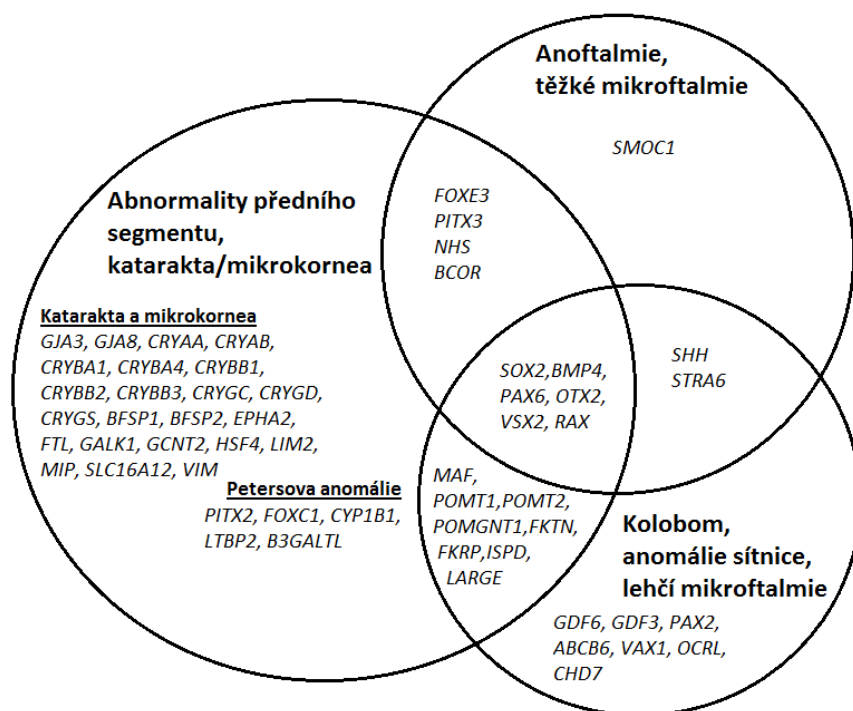 Anoftalmie,
těžké mikroftalmie
SMOC1
Abnormality předního
segmentu,
katarakta/mikrokornea
FOXE3
PITX3
NHS
BCOR
Katarakta a mikrokornea
GJA3, GJA8, CRYAA, CRYAB,
CRYBA1, CRYBA4, CRYBB1,
CRYBB2, CRYBB3, CRYGC, CRYGD,
CRYGS, BFSP1, BFSP2, EPHA2,
FTL, GALK1, GCNT2, HSF4, LIM2,
MIP, SLC16A12, VIM
SOX2,BMP4,
PAX6, OTX2,
VSX2, RAX
SHH
STRA6
Petersova anomálie
PITX2, FOXC1, CYP1B1,
LTBP2, B3GALTL
MAF,
POMT1,POMT2,
POMGNT1,FKTN,
FKRP,ISPD,
LARGE
Kolobom,
anomálie sítnice,
lehčí mikroftalmie
GDF6, GDF3, PAX2,
ABCB6, VAX1, OCRL,
CHD7